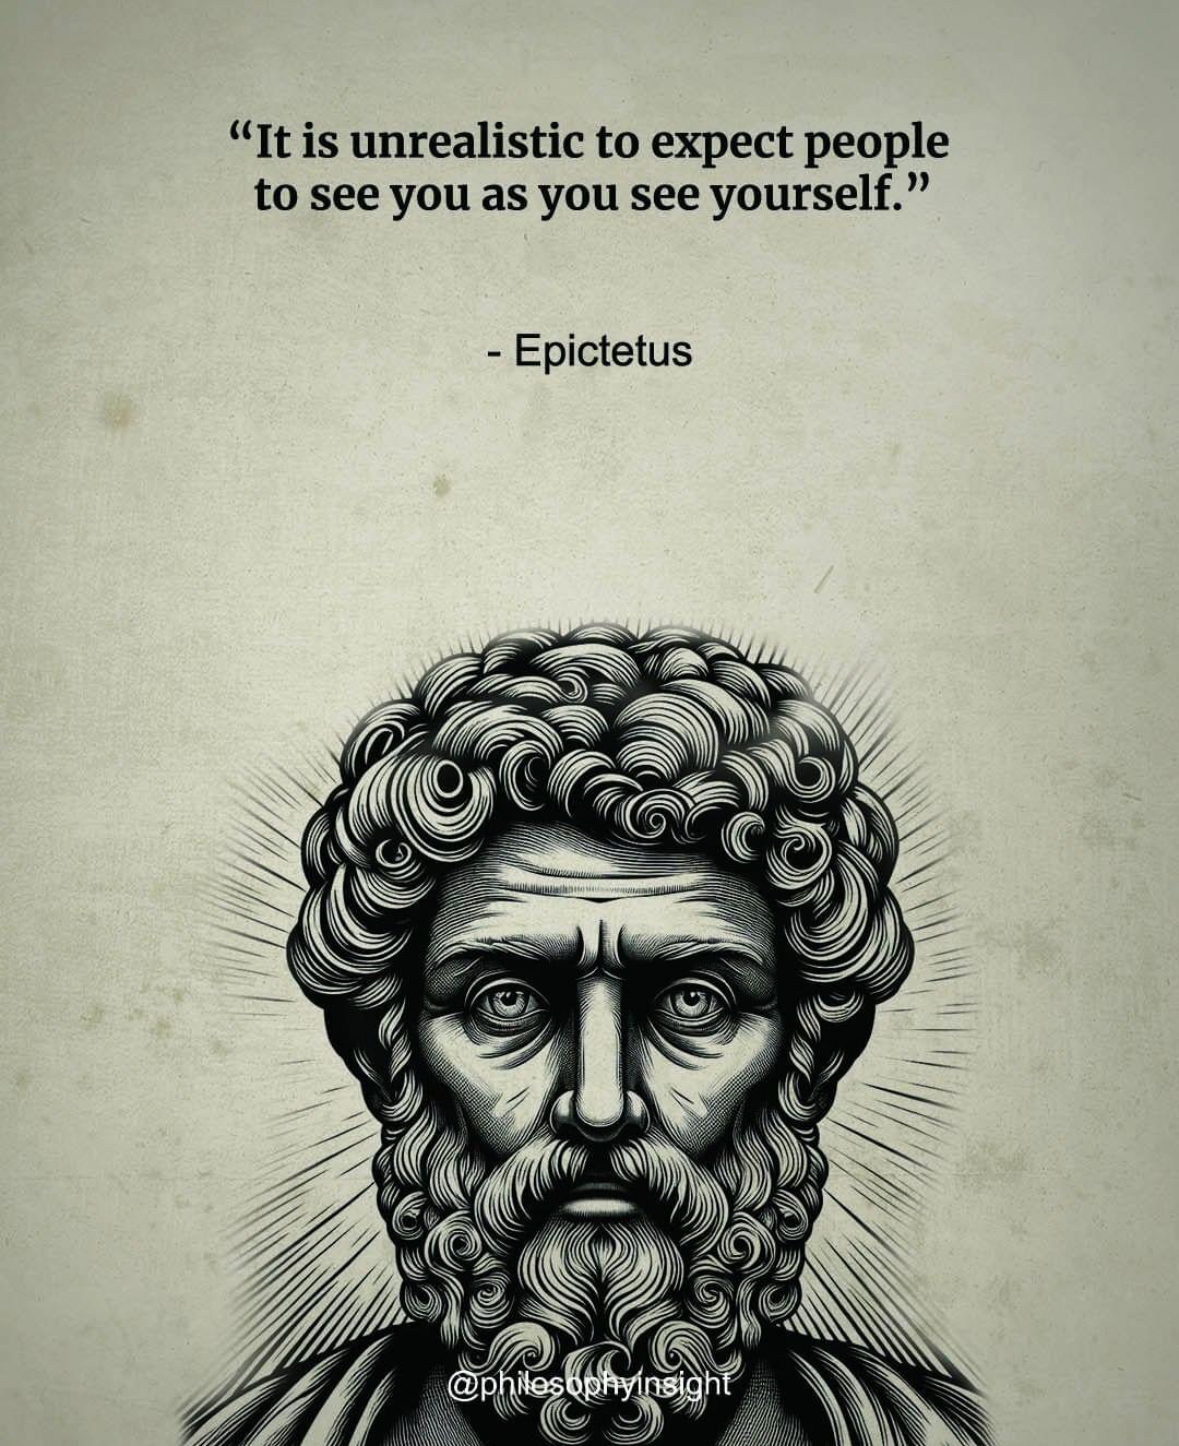 “It is unrealistic to expect people
to see you as you see yourself.”
- Epictetus
@philosophyinsight